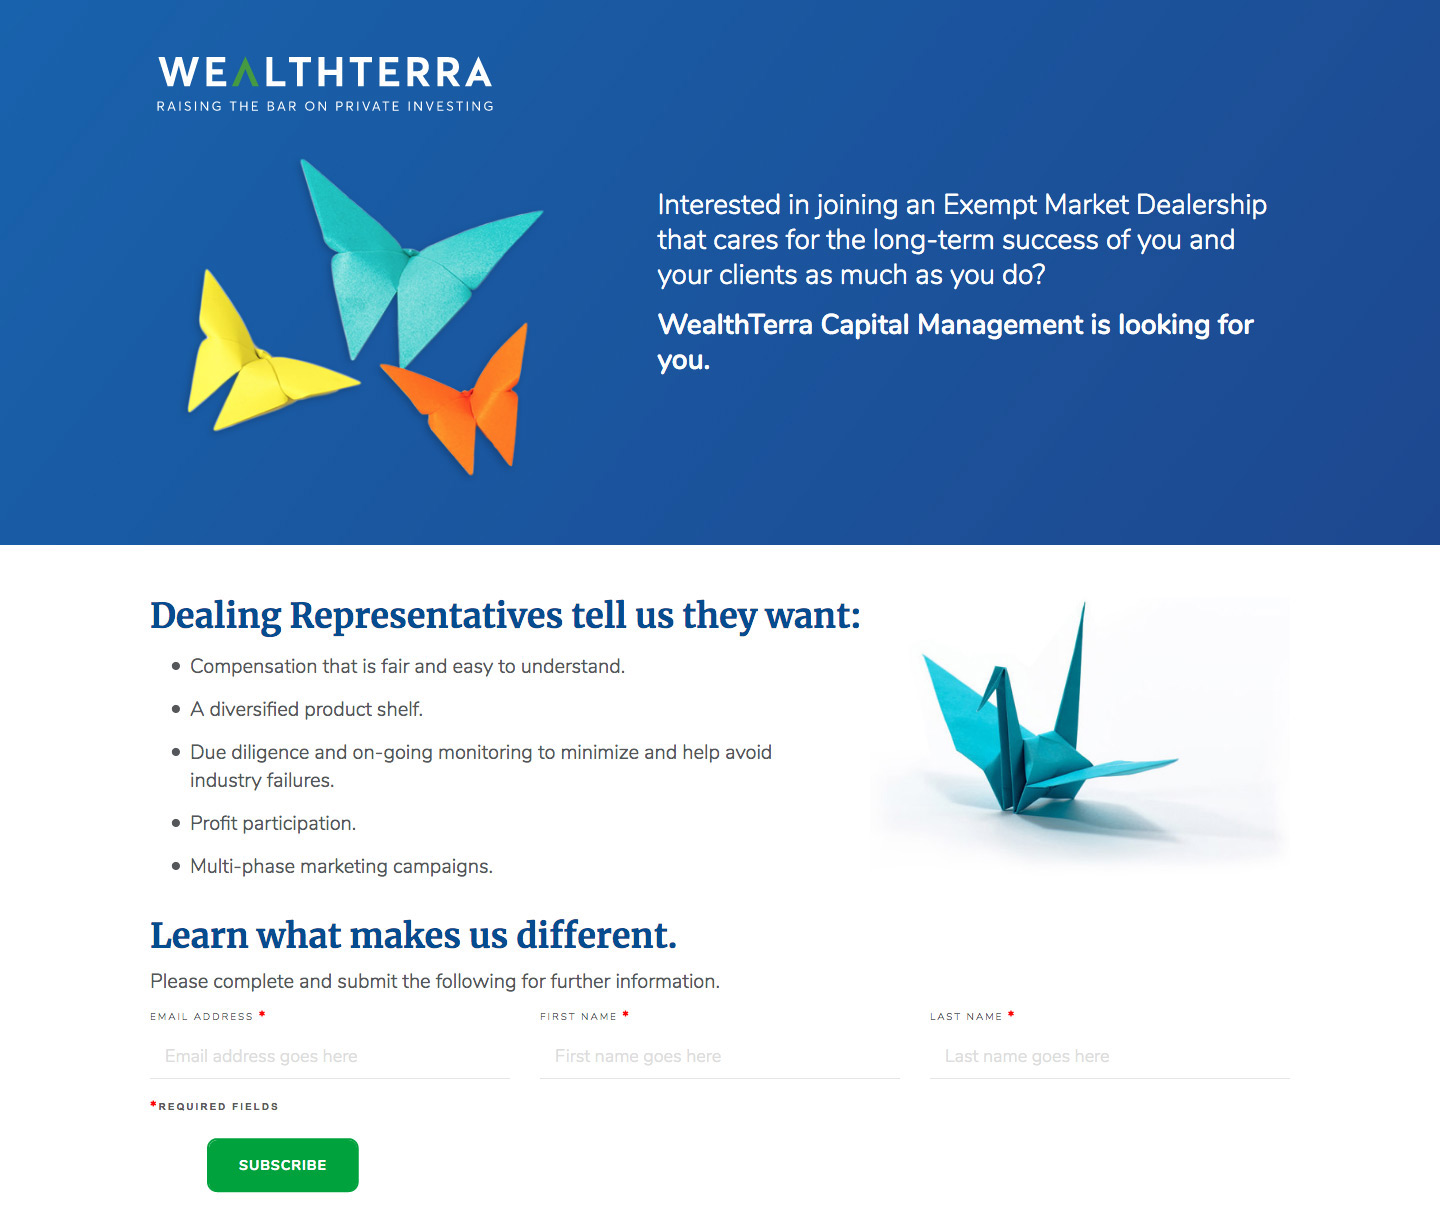 WEALTHTERRA
RAISING THE BAR ON PRIVATE INVESTING
Interested in joining an Exempt Market Dealership
that cares for the long-term success of you and
your clients as much as you do?
WealthTerra Capital Management is looking for
you.
Dealing Representatives tell us they want:
• Compensation that is fair and easy to understand.
• A diversified product shelf.
• Due diligence and on-going monitoring to minimize and help avoid
industry failures.
• Profit participation.
• Multi-phase marketing campaigns.
Learn what makes us different.
Please complete and submit the following for further information.
EMAIL ADDRESS * FIRST NAME * LAST NAME *
Email address goes here First name goes here Last name goes here
*REQUIRED FIELDS
SUBSCRIBE